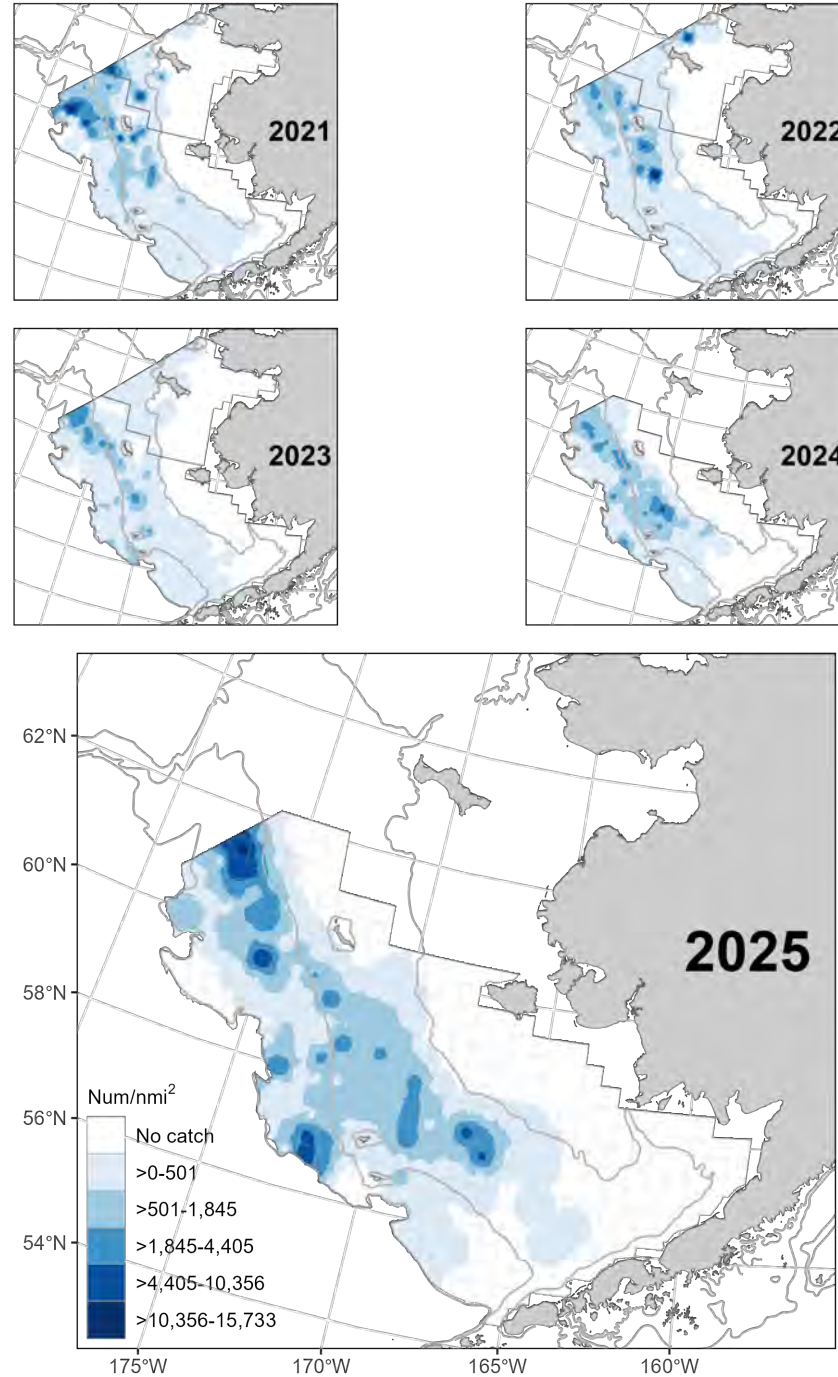 2021
2022
2023
2024
2025
62°N
60°N
58°N
56°N
54°N
Num/nmi²
No catch
>0-501
>501-1,845
>1,845-4,405
>4,405-10,356
>10,356-15,733
175°W
170°W
165°W
160°W